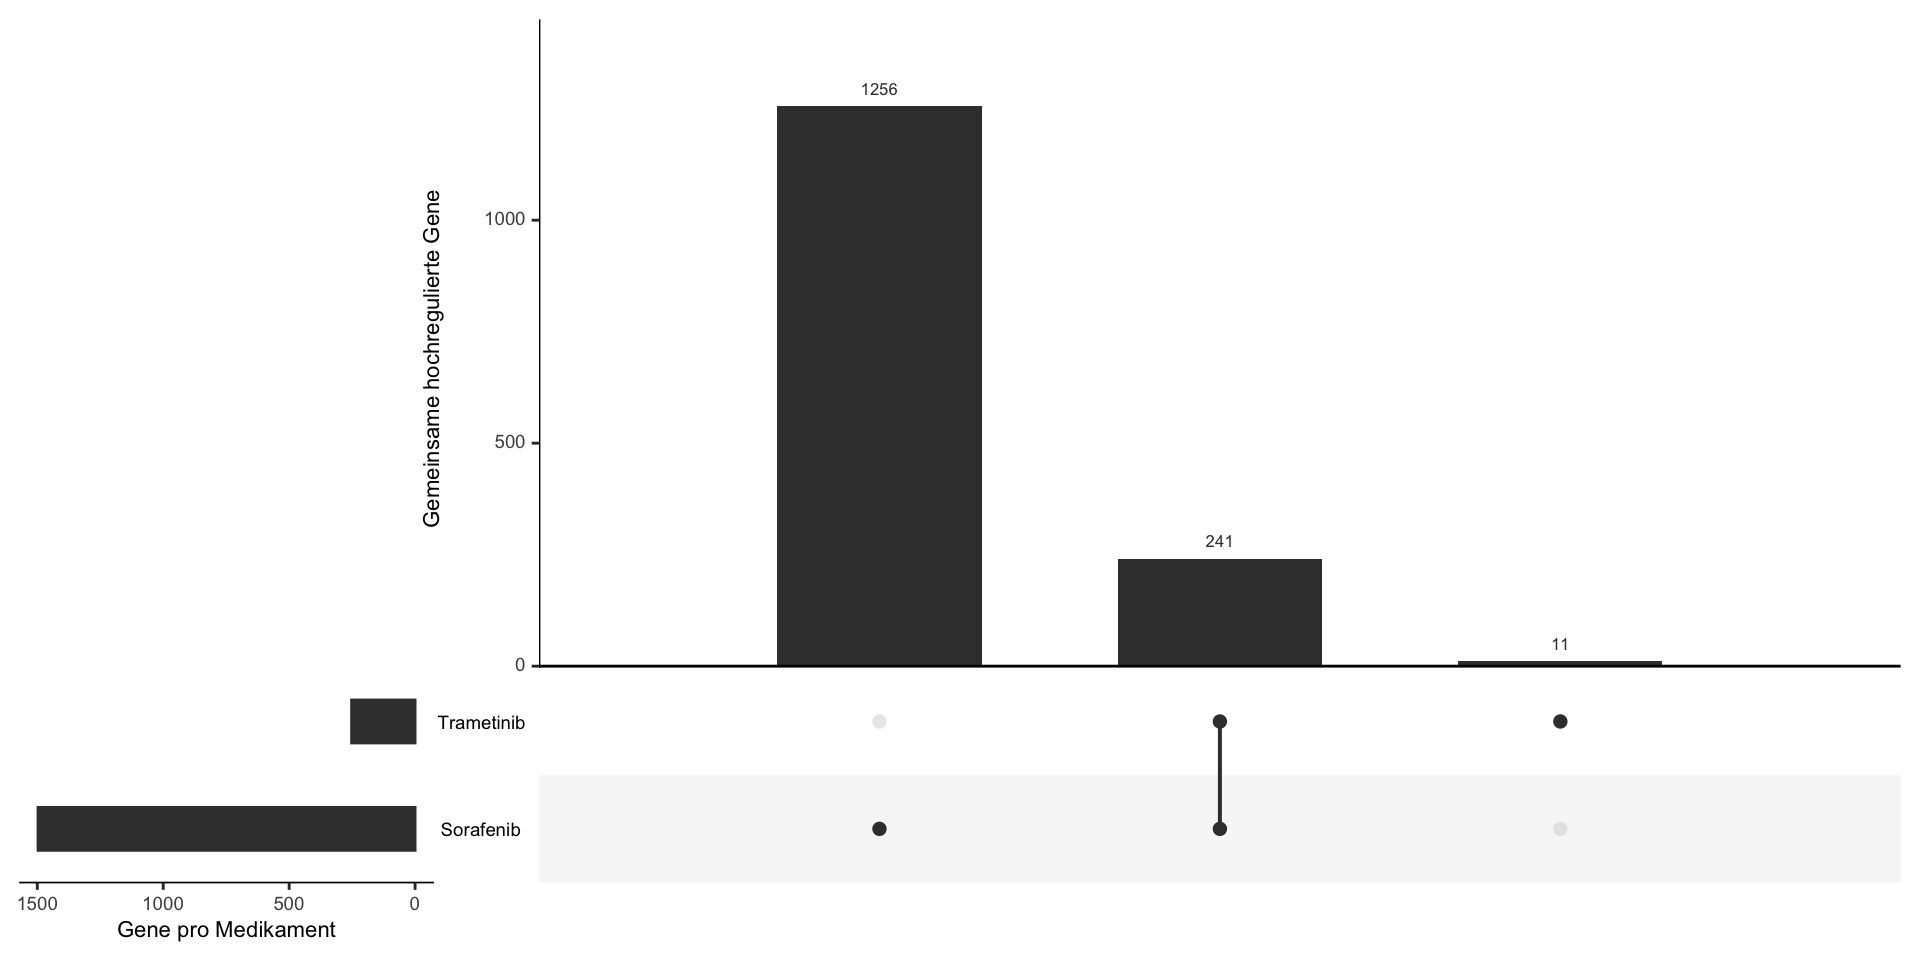 1256
1000
Gemeinsame hochregulierte Gene
500
241
11
0
Trametinib
Sorafenib
1500 1000 500 0
Gene pro Medikament